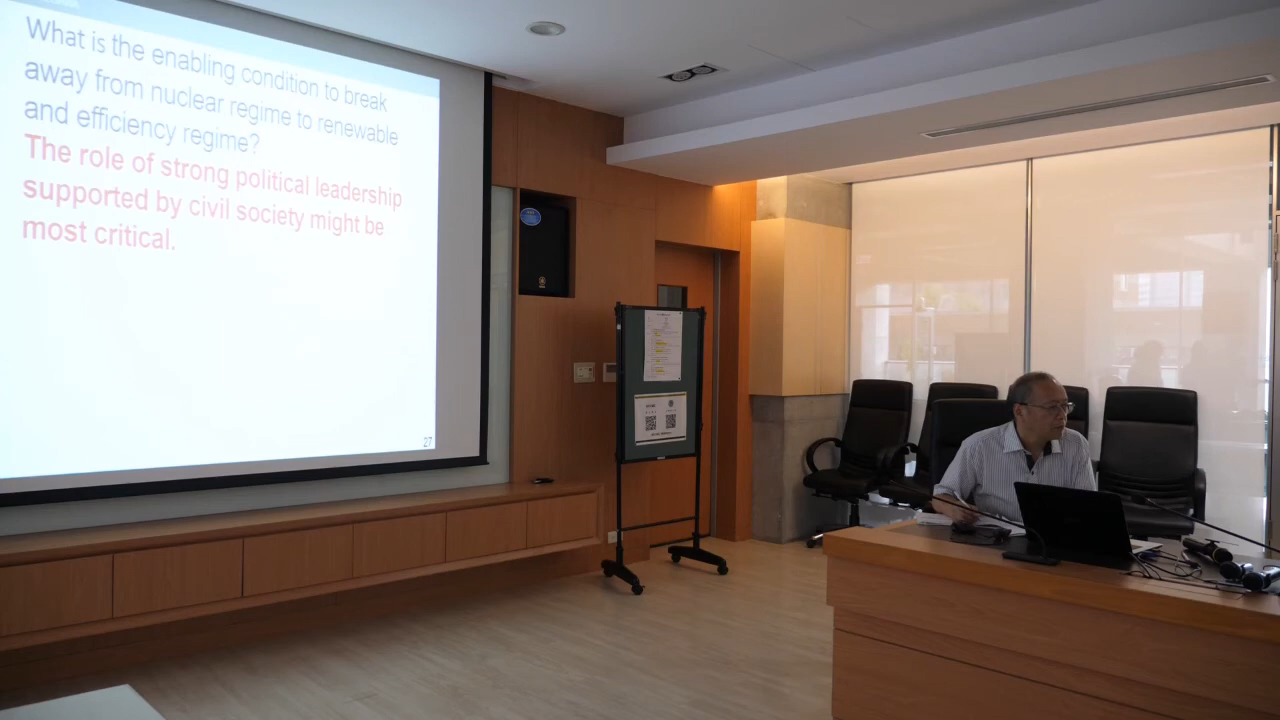 What is the enabling condition to break
away from nuclear regime to renewable
and efficiency regime?
The role of strong political leadership
supported by civil society might be
most critical.
27